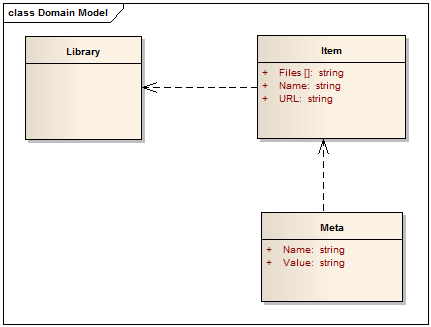 class Domain Model
Library
Item
+ Files []: string
+ Name: string
+ URL: string
Meta
+ Name: string
+ Value: string